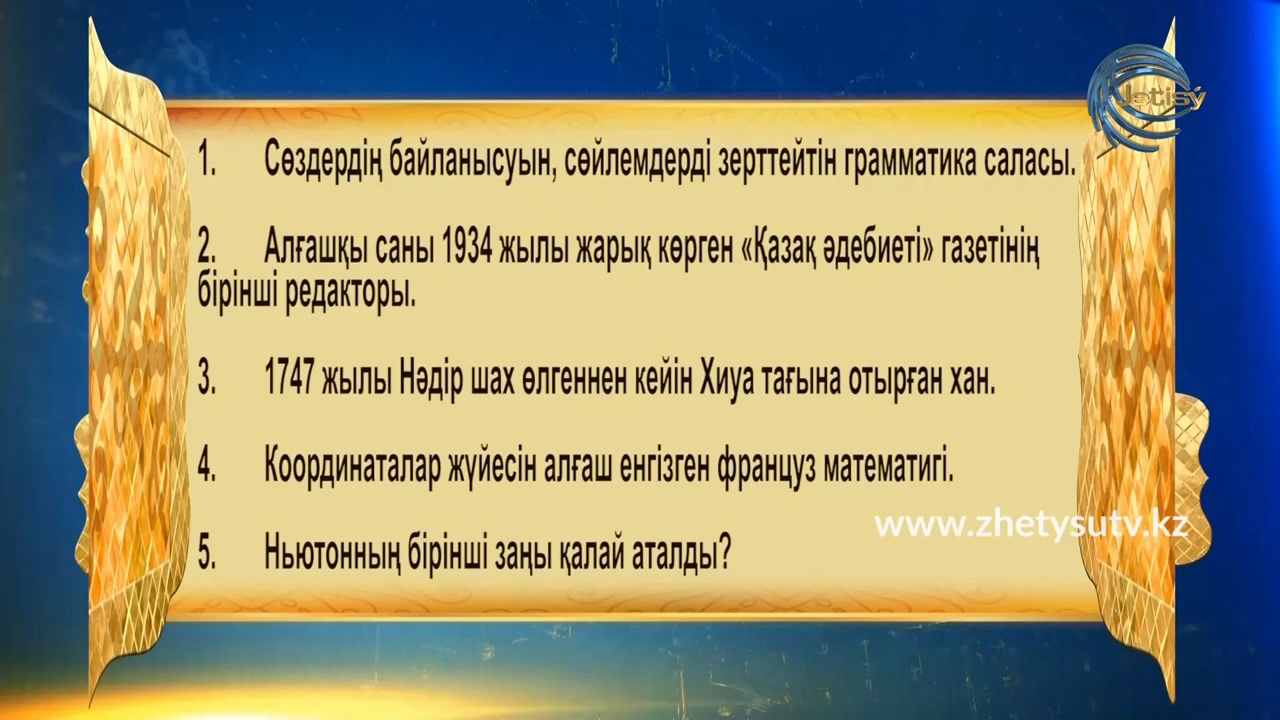 Jetisý
1. Сөздердің байланысуын, сөйлемдерді зерттейтін грамматика саласы.
2. Алғашқы саны 1934 жылы жарық көрген «Қазақ әдебиеті» газетінің
бірінші редакторы.
3. 1747 жылы Нәдір шах өлгеннен кейін Хиуа тағына отырған хан.
4. Координаталар жүйесін алғаш енгізген француз математигі.
www.zhetysutv.kz
5. Ньютонның бірінші заңы қалай аталды?